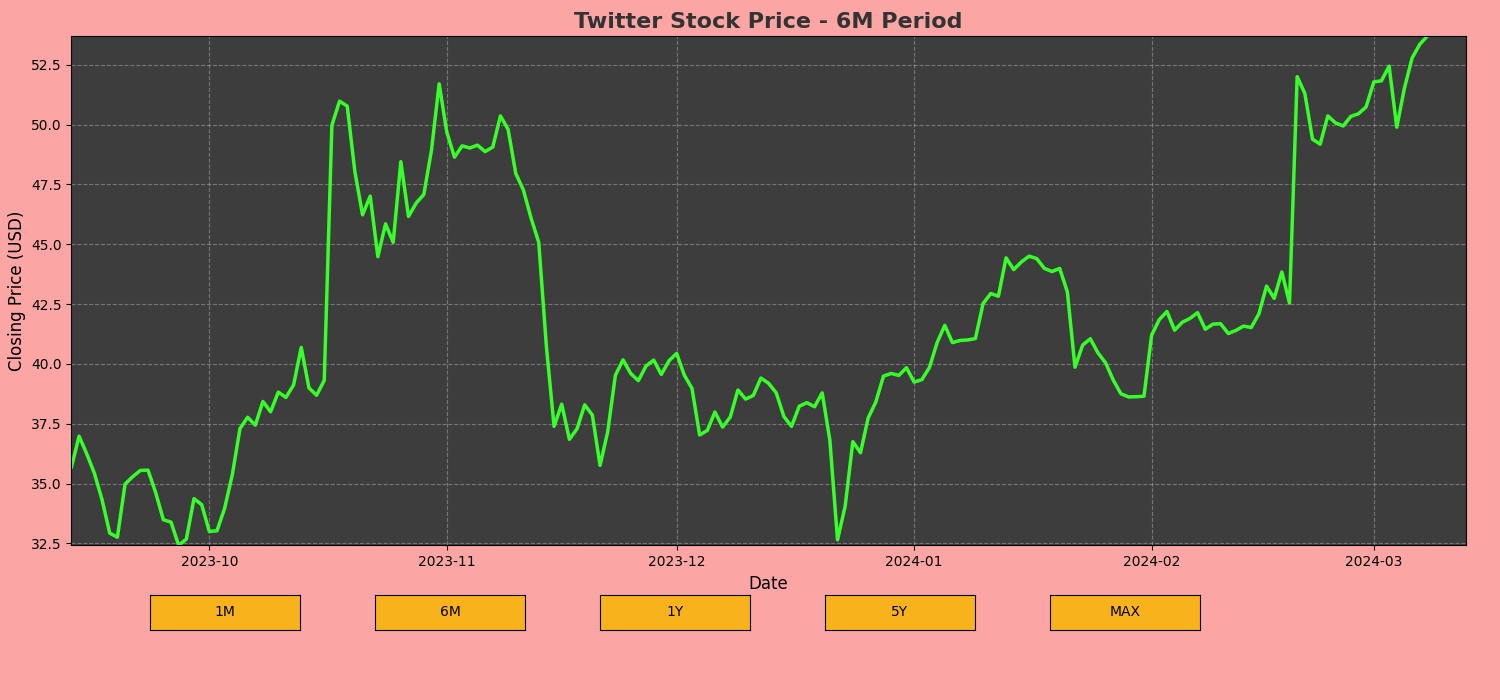 Twitter Stock Price - 6M Period
Closing Price (USD)
52.5
50.0
47.5
45.0
42.5
40.0
37.5
35.0
32.5
2023-10 2023-11 2023-12 2024-01 2024-02 2024-03
Date
1M 6M 1Y 5Y MAX